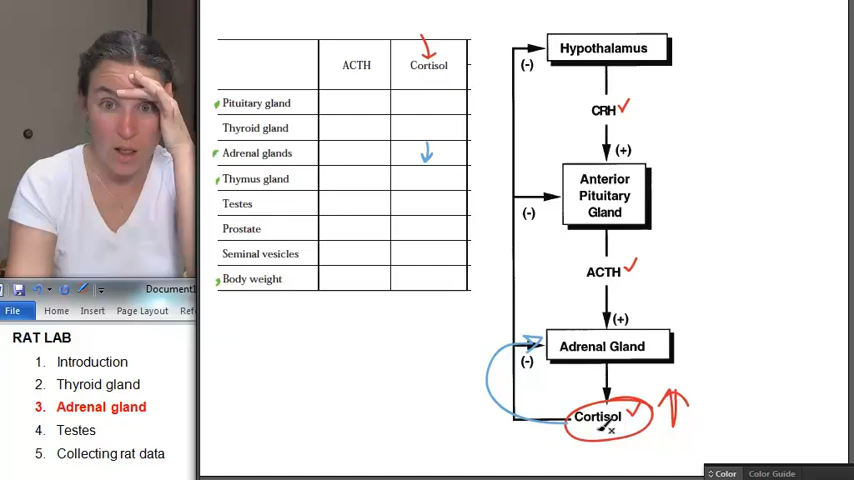 ACTH
Cortisol
Pituitary gland
Thyroid gland
Adrenal glands
Thymus gland
Testes
Prostate
Seminal vesicles
Body weight
Hypothalamus
(-)
CRH
(+)
Anterior
Pituitary
Gland
(-)
ACTH
(+)
Adrenal Gland
(-)
Cortisol
Document1
File Home Insert Page Layout
RAT LAB
1. Introduction
2. Thyroid gland
3. Adrenal gland
4. Testes
5. Collecting rat data
Color Color Guide